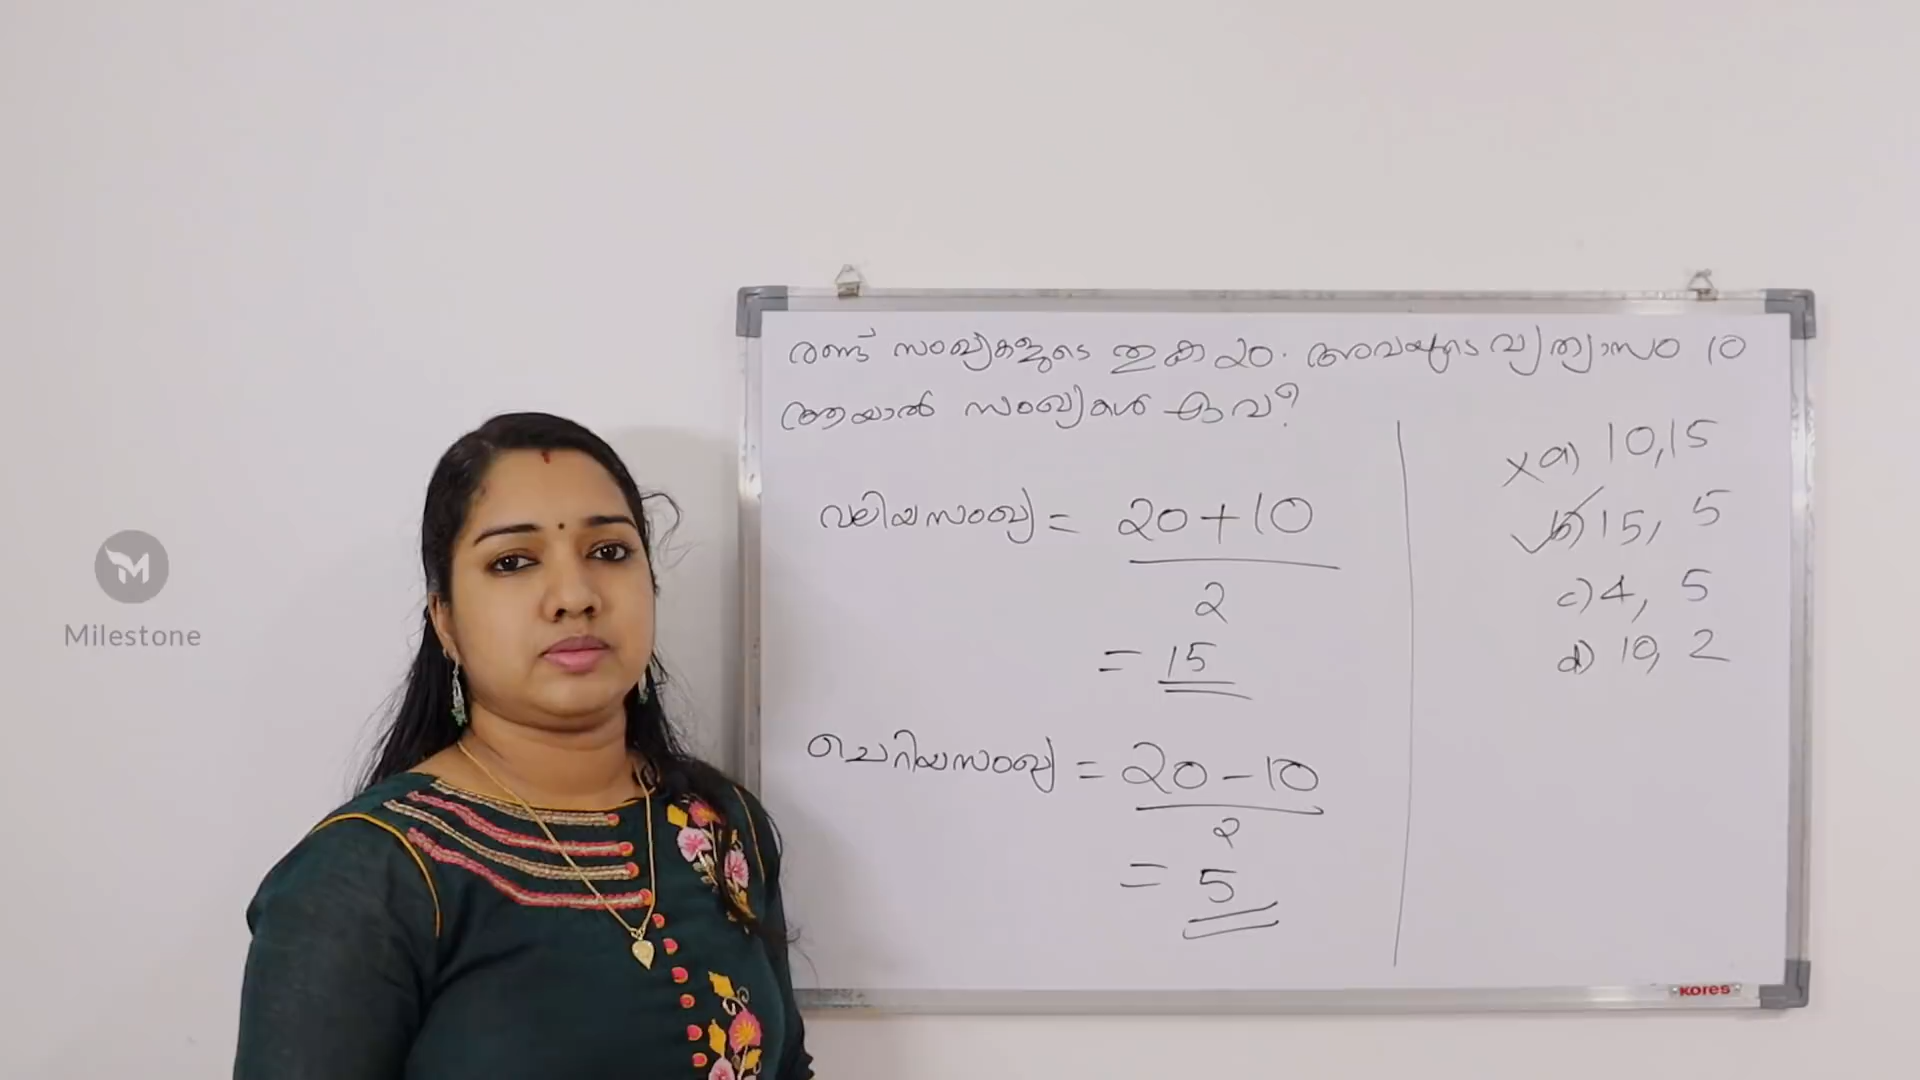 രണ്ട് സംഖ്യകളുടെ തുക 20. അവയുടെ വ്യത്യാസം 10
ആയാൽ സംഖ്യകൾ ഏവ?
വലിയസംഖ്യ = 20+10
2
= 15
ചെറിയസംഖ്യ = 20-10
2
= 5
×a) 10,15
✓b) 15, 5
c) 4, 5
d) 10, 2
Milestone
KORES